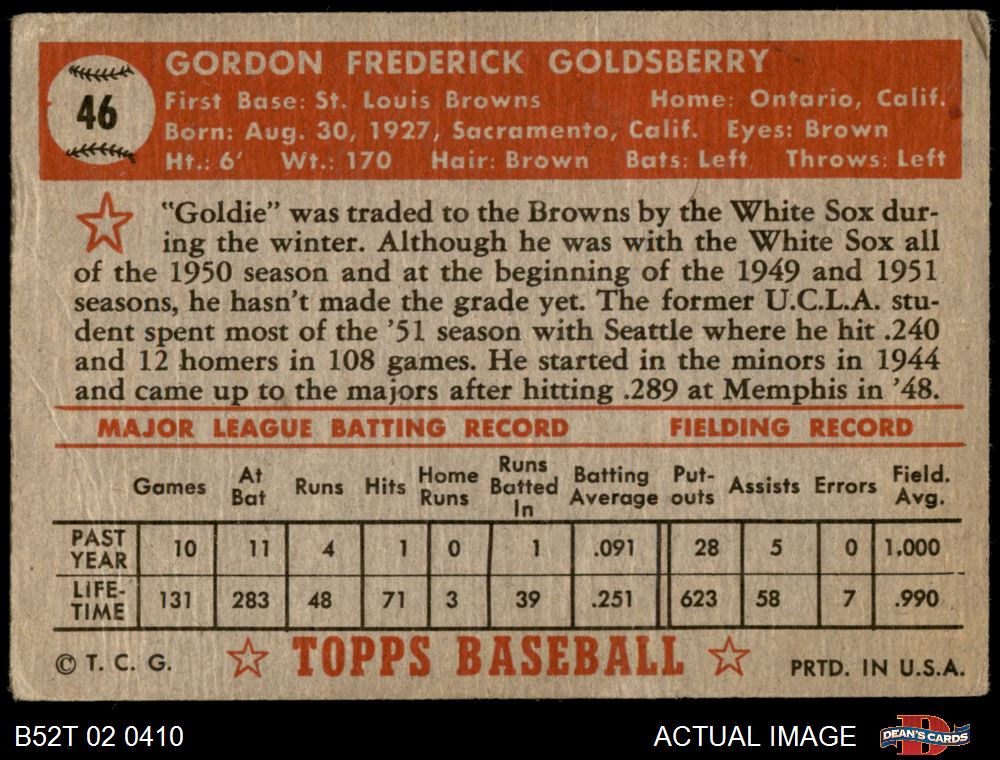 46
GORDON FREDERICK GOLDSBERRY
First Base: St. Louis Browns Home: Ontario, Calif.
Born: Aug. 30, 1927, Sacramento, Calif. Eyes: Brown
Ht.: 6' Wt.: 170 Hair: Brown Bats: Left Throws: Left
"Goldie" was traded to the Browns by the White Sox dur-
ing the winter. Although he was with the White Sox all
of the 1950 season and at the beginning of the 1949 and 1951
seasons, he hasn't made the grade yet. The former U.C.L.A. stu-
dent spent most of the '51 season with Seattle where he hit .240
and 12 homers in 108 games. He started in the minors in 1944
and came up to the majors after hitting .289 at Memphis in '48.
MAJOR LEAGUE BATTING RECORD FIELDING RECORD
Games At Bat Runs Hits Home Runs Runs Batted In Batting Average Put-outs Assists Errors Field. Avg.
PAST YEAR 10 11 4 1 0 1 .091 28 5 0 1.000
LIFE-TIME 131 283 48 71 3 39 .251 623 58 7 .990
© T. C. G. TOPPS BASEBALL PRTD. IN U.S.A.
B52T 02 0410 ACTUAL IMAGE DEAN'S CARDS